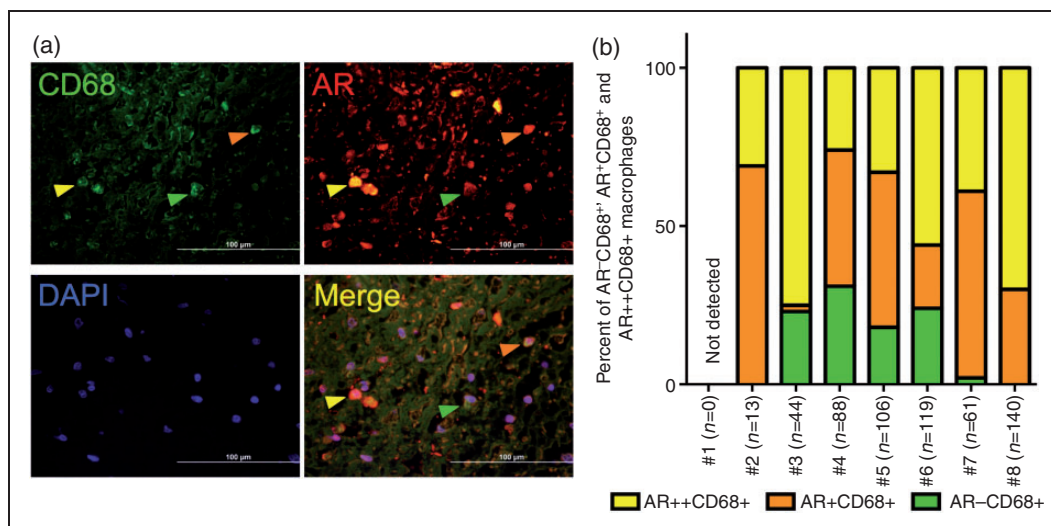 (a)
CD68
AR
100 µm
100 µm
DAPI
Merge
100 µm
100 µm
(b)
Percent of AR–CD68+, AR+CD68+ and
AR++CD68+ macrophages
100
50
0
Not detected
#1 (n=0)
#2 (n=13)
#3 (n=44)
#4 (n=88)
#5 (n=106)
#6 (n=119)
#7 (n=61)
#8 (n=140)
AR++CD68+
AR+CD68+
AR–CD68+